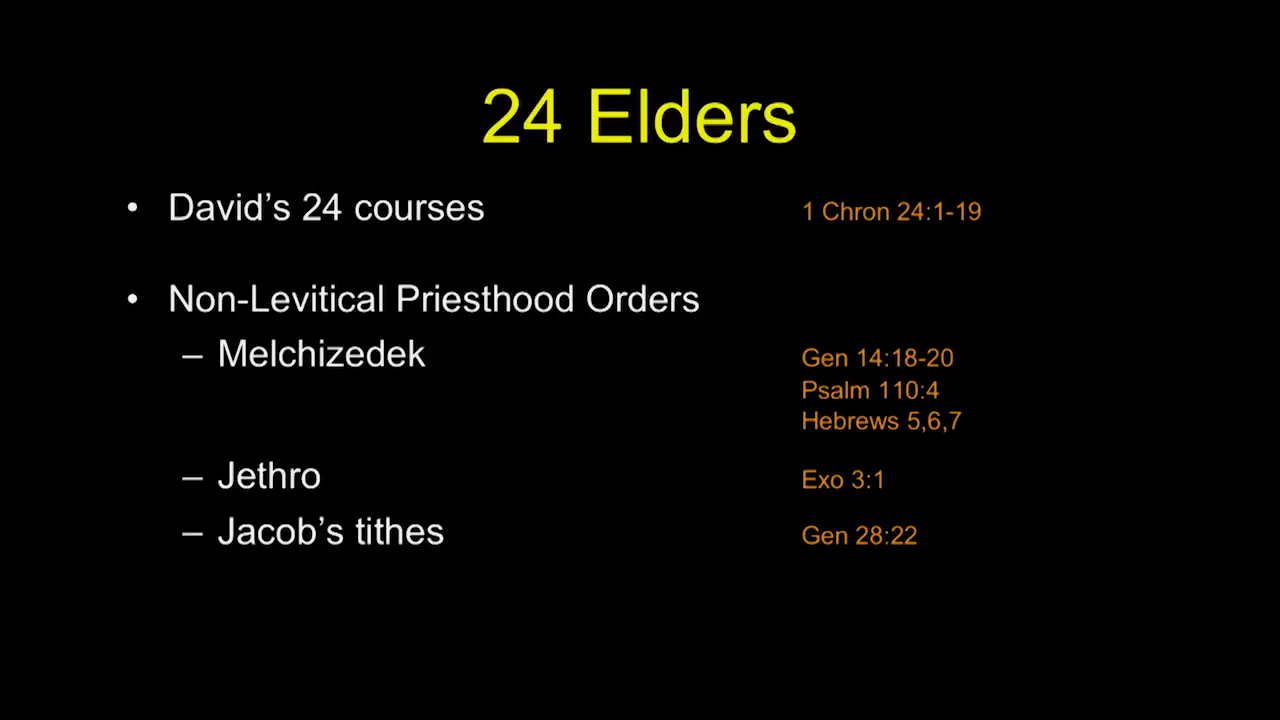 24 Elders
• David’s 24 courses 1 Chron 24:1-19
• Non-Levitical Priesthood Orders
– Melchizedek Gen 14:18-20
Psalm 110:4
Hebrews 5,6,7
– Jethro Exo 3:1
– Jacob’s tithes Gen 28:22